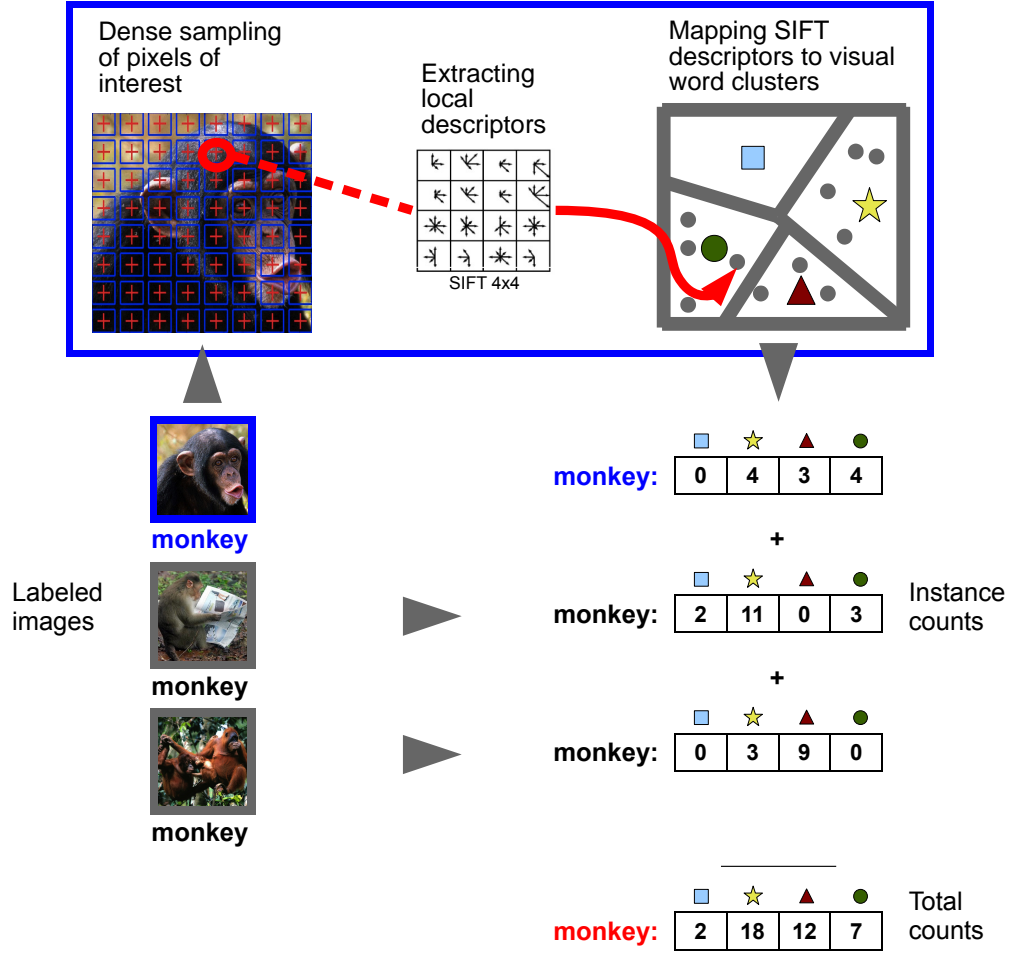 Dense sampling
of pixels of
interest
Extracting
local
descriptors
SIFT 4x4
Mapping SIFT
descriptors to visual
word clusters
monkey
monkey: 0 4 3 4
+
Labeled
images
monkey
monkey: 2 11 0 3
Instance
counts
+
monkey
monkey: 0 3 9 0
monkey: 2 18 12 7
Total
counts